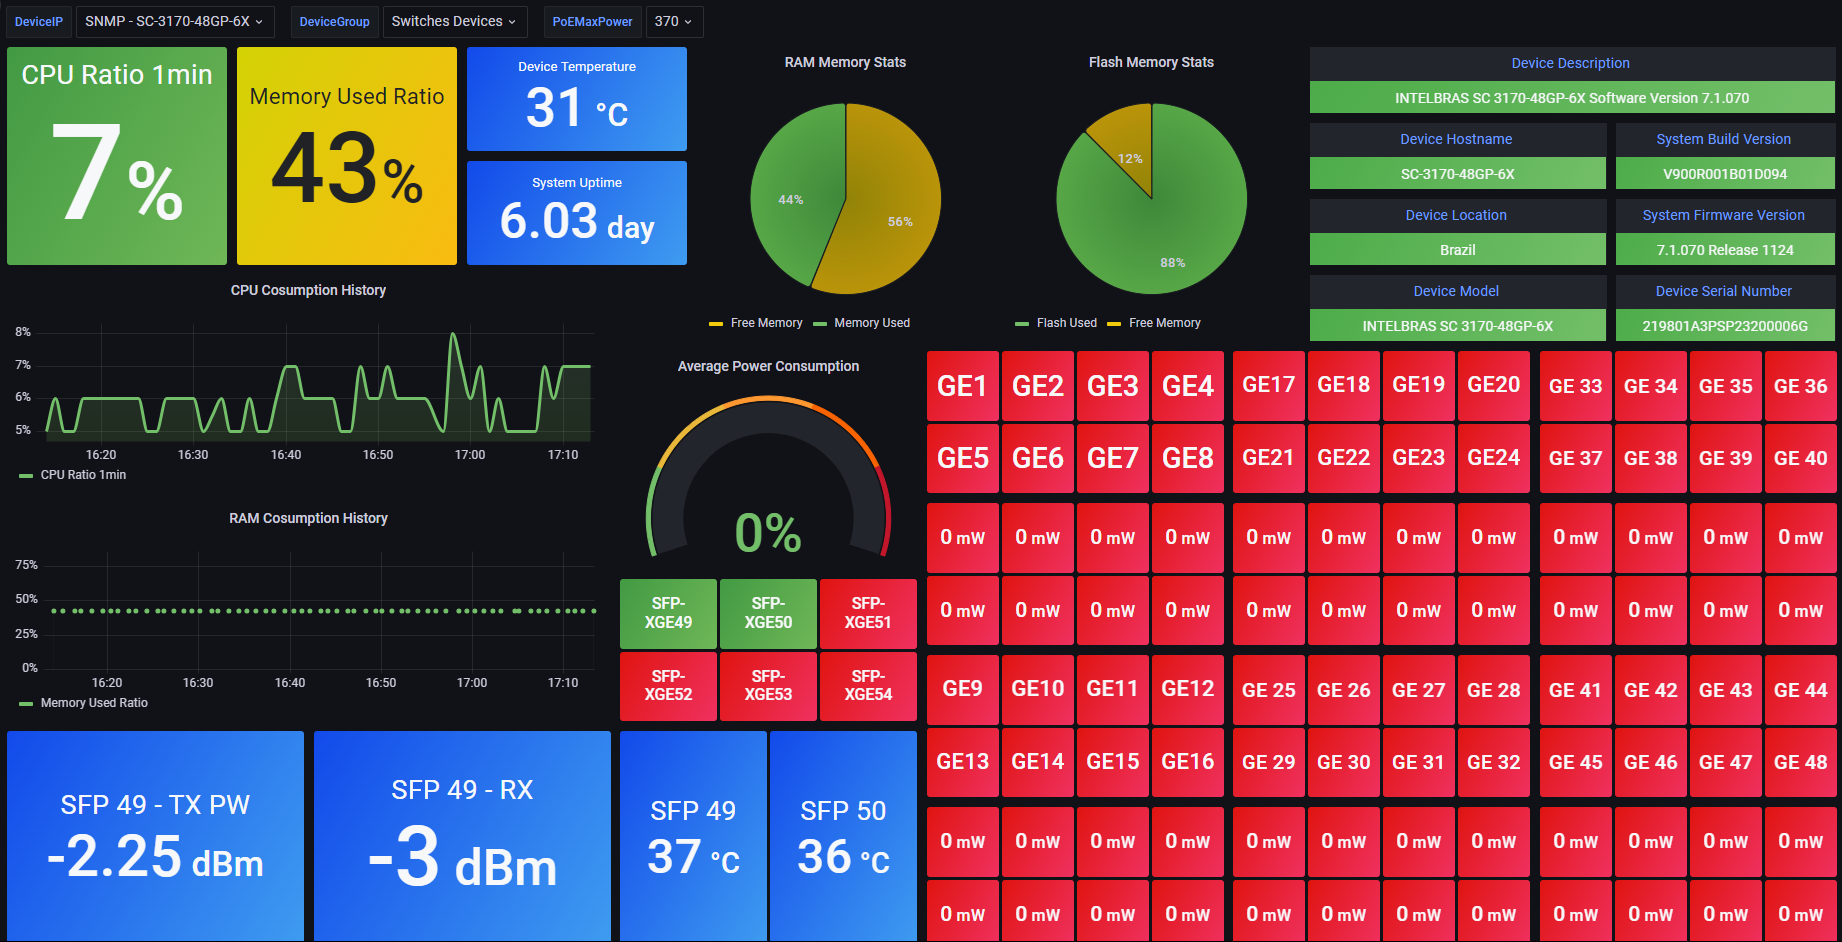 DeviceIP SNMP - SC-3170-48GP-6X DeviceGroup Switches Devices PoEMaxPower 370
CPU Ratio 1min
7%
Memory Used Ratio
43%
Device Temperature
31 °C
System Uptime
6.03 day
RAM Memory Stats
44%
56%
Free Memory Memory Used
Flash Memory Stats
12%
88%
Flash Used Free Memory
Device Description
INTELBRAS SC 3170-48GP-6X Software Version 7.1.070
Device Hostname
SC-3170-48GP-6X
System Build Version
V900R001B01D094
Device Location
Brazil
System Firmware Version
7.1.070 Release 1124
Device Model
INTELBRAS SC 3170-48GP-6X
Device Serial Number
219801A3PSP23200006G
CPU Cosumption History
8%
7%
6%
5%
16:20 16:30 16:40 16:50 17:00 17:10
CPU Ratio 1min
RAM Cosumption History
75%
50%
25%
0%
16:20 16:30 16:40 16:50 17:00 17:10
Memory Used Ratio
Average Power Consumption
0%
SFP-XGE49 SFP-XGE50 SFP-XGE51
SFP-XGE52 SFP-XGE53 SFP-XGE54
SFP 49 - TX PW
-2.25 dBm
SFP 49 - RX
-3 dBm
SFP 49
37 °C
SFP 50
36 °C
GE1 GE2 GE3 GE4 GE17 GE18 GE19 GE20 GE 33 GE 34 GE 35 GE 36
GE5 GE6 GE7 GE8 GE21 GE22 GE23 GE24 GE 37 GE 38 GE 39 GE 40
0 mW 0 mW 0 mW 0 mW 0 mW 0 mW 0 mW 0 mW 0 mW 0 mW 0 mW 0 mW
0 mW 0 mW 0 mW 0 mW 0 mW 0 mW 0 mW 0 mW 0 mW 0 mW 0 mW 0 mW
GE9 GE10 GE11 GE12 GE 25 GE 26 GE 27 GE 28 GE 41 GE 42 GE 43 GE 44
GE13 GE14 GE15 GE16 GE 29 GE 30 GE 31 GE 32 GE 45 GE 46 GE 47 GE 48
0 mW 0 mW 0 mW 0 mW 0 mW 0 mW 0 mW 0 mW 0 mW 0 mW 0 mW 0 mW
0 mW 0 mW 0 mW 0 mW 0 mW 0 mW 0 mW 0 mW 0 mW 0 mW 0 mW 0 mW